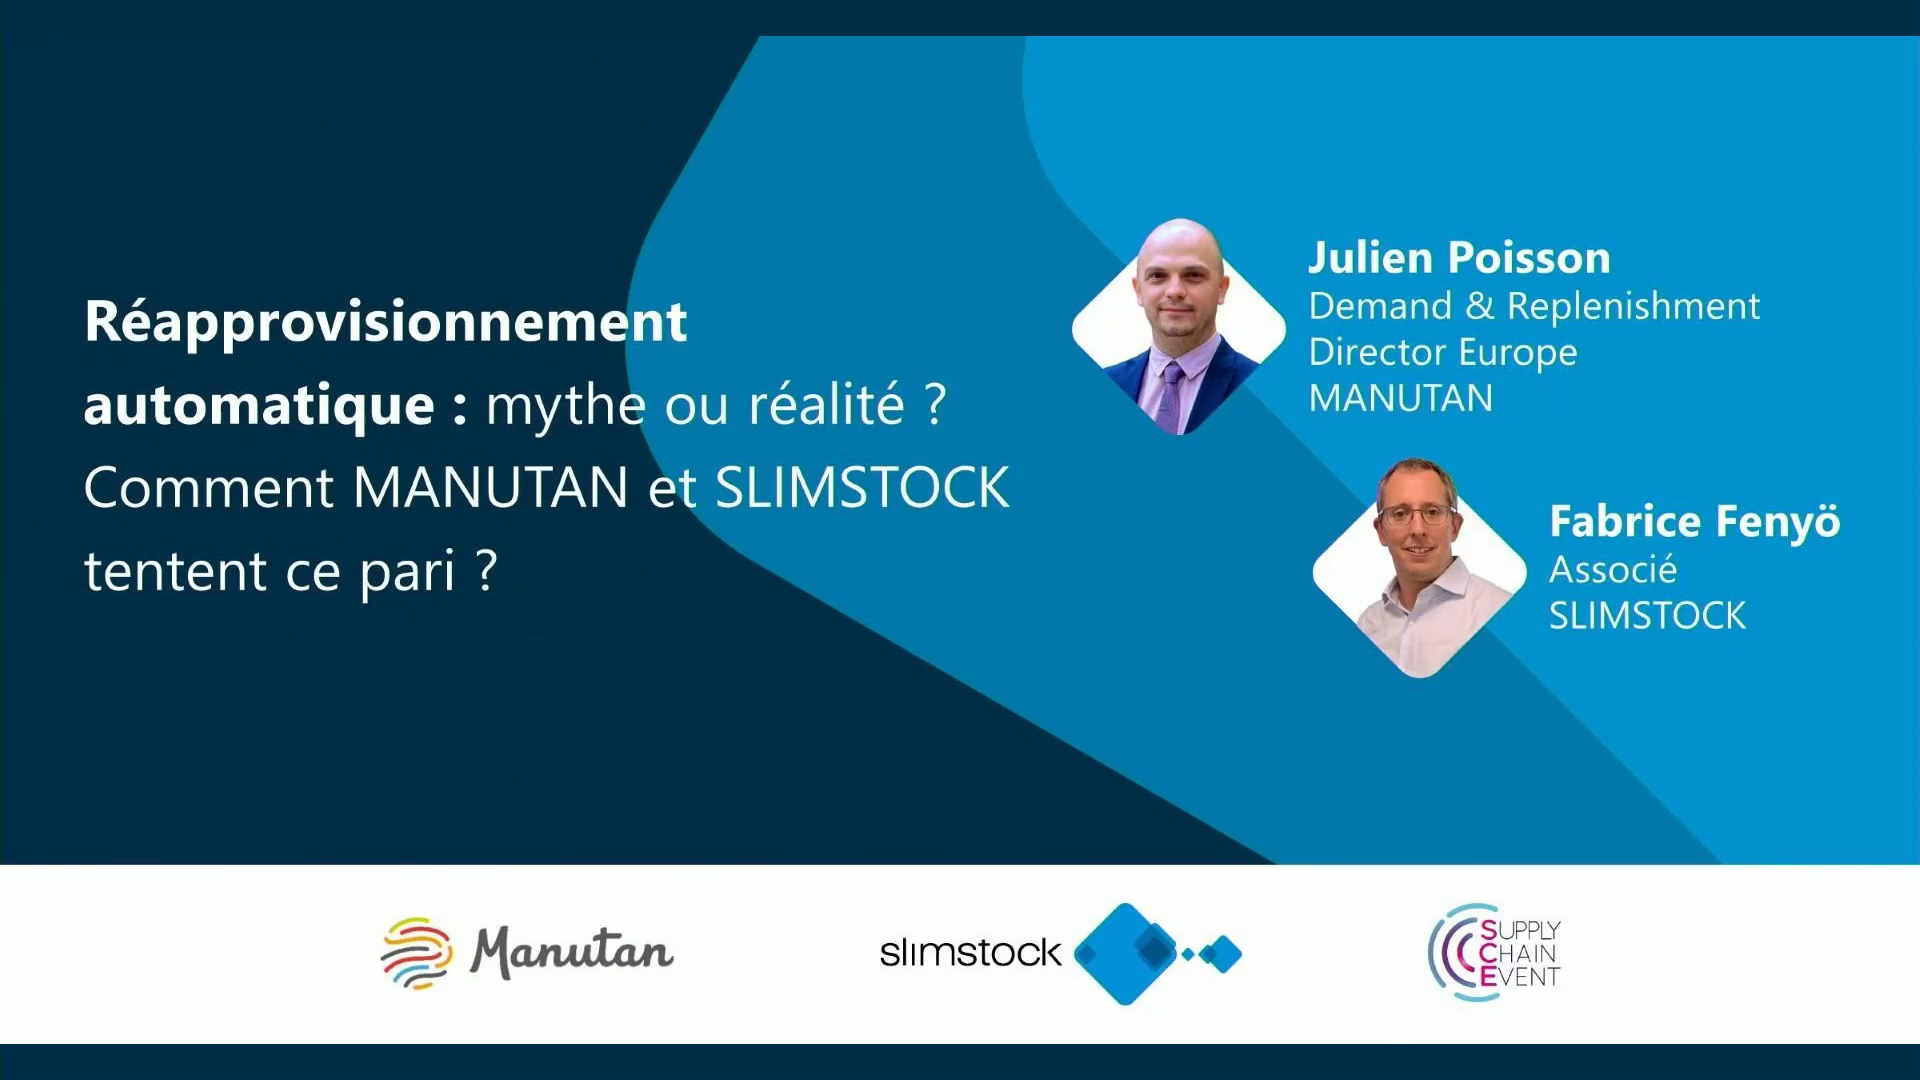 Réapprovisionnement
automatique : mythe ou réalité ?
Comment MANUTAN et SLIMSTOCK
tentent ce pari ?
Julien Poisson
Demand & Replenishment
Director Europe
MANUTAN
Fabrice Fenyö
Associé
SLIMSTOCK
Manutan
slimstock
SUPPLY
CHAIN
EVENT